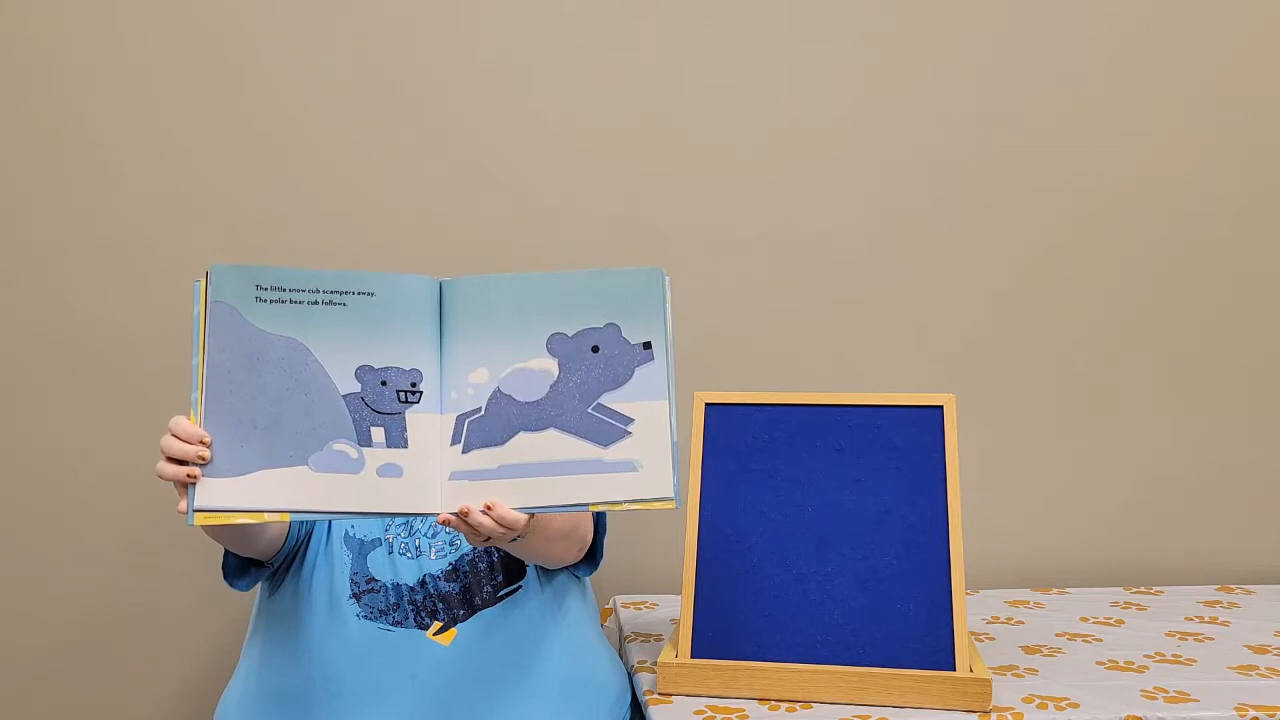 The little snow cub scampers away.
The polar bear cub follows.
TALES